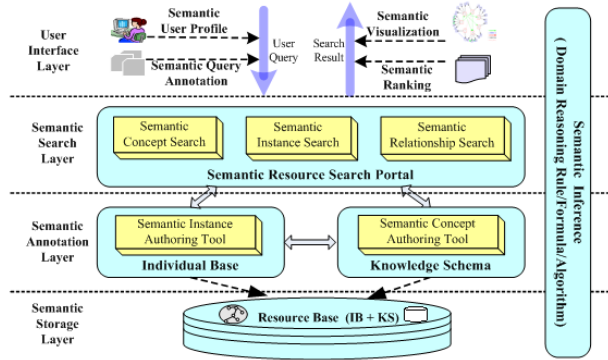 User
Interface
Layer
Semantic
User Profile
Semantic Query
Annotation
User
Query
Search
Result
Semantic
Visualization
Semantic
Ranking
Semantic
Search
Layer
Semantic
Concept Search
Semantic
Instance Search
Semantic
Relationship Search
Semantic Resource Search Portal
Semantic
Annotation
Layer
Semantic Instance
Authoring Tool
Individual Base
Semantic Concept
Authoring Tool
Knowledge Schema
Semantic
Storage
Layer
Resource Base (IB + KS)
Semantic Inference
( Domain Reasoning Rule/Formula/Algorithm)